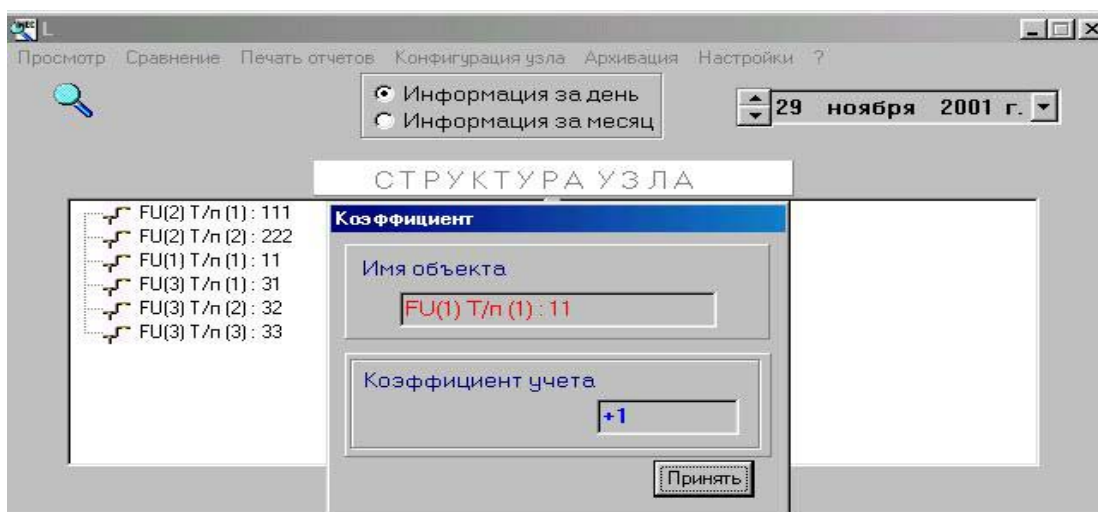 L
Просмотр Сравнение Печать отчетов Конфигурация узла Архивация Настройки ?
Информация за день
Информация за месяц
29 ноября 2001 г.
СТРУКТУРА УЗЛА
FU(2) Т/п (1) : 111
FU(2) Т/п (2) : 222
FU(1) Т/п (1) : 11
FU(3) Т/п (1) : 31
FU(3) Т/п (2) : 32
FU(3) Т/п (3) : 33
Коэффициент
Имя объекта
FU(1) Т/п (1) : 11
Коэффициент учета
+1
Принять